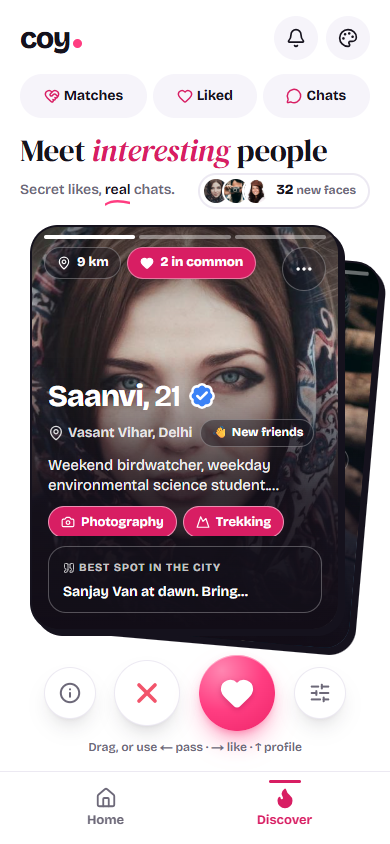 coy.
Matches
Liked
Chats
Meet interesting people
Secret likes, real chats.
32 new faces
9 km
2 in common
Saanvi, 21
Vasant Vihar, Delhi
👋 New friends
Weekend birdwatcher, weekday
environmental science student....
Photography
Trekking
BEST SPOT IN THE CITY
Sanjay Van at dawn. Bring...
Drag, or use ← pass · → like · ↑ profile
Home
Discover